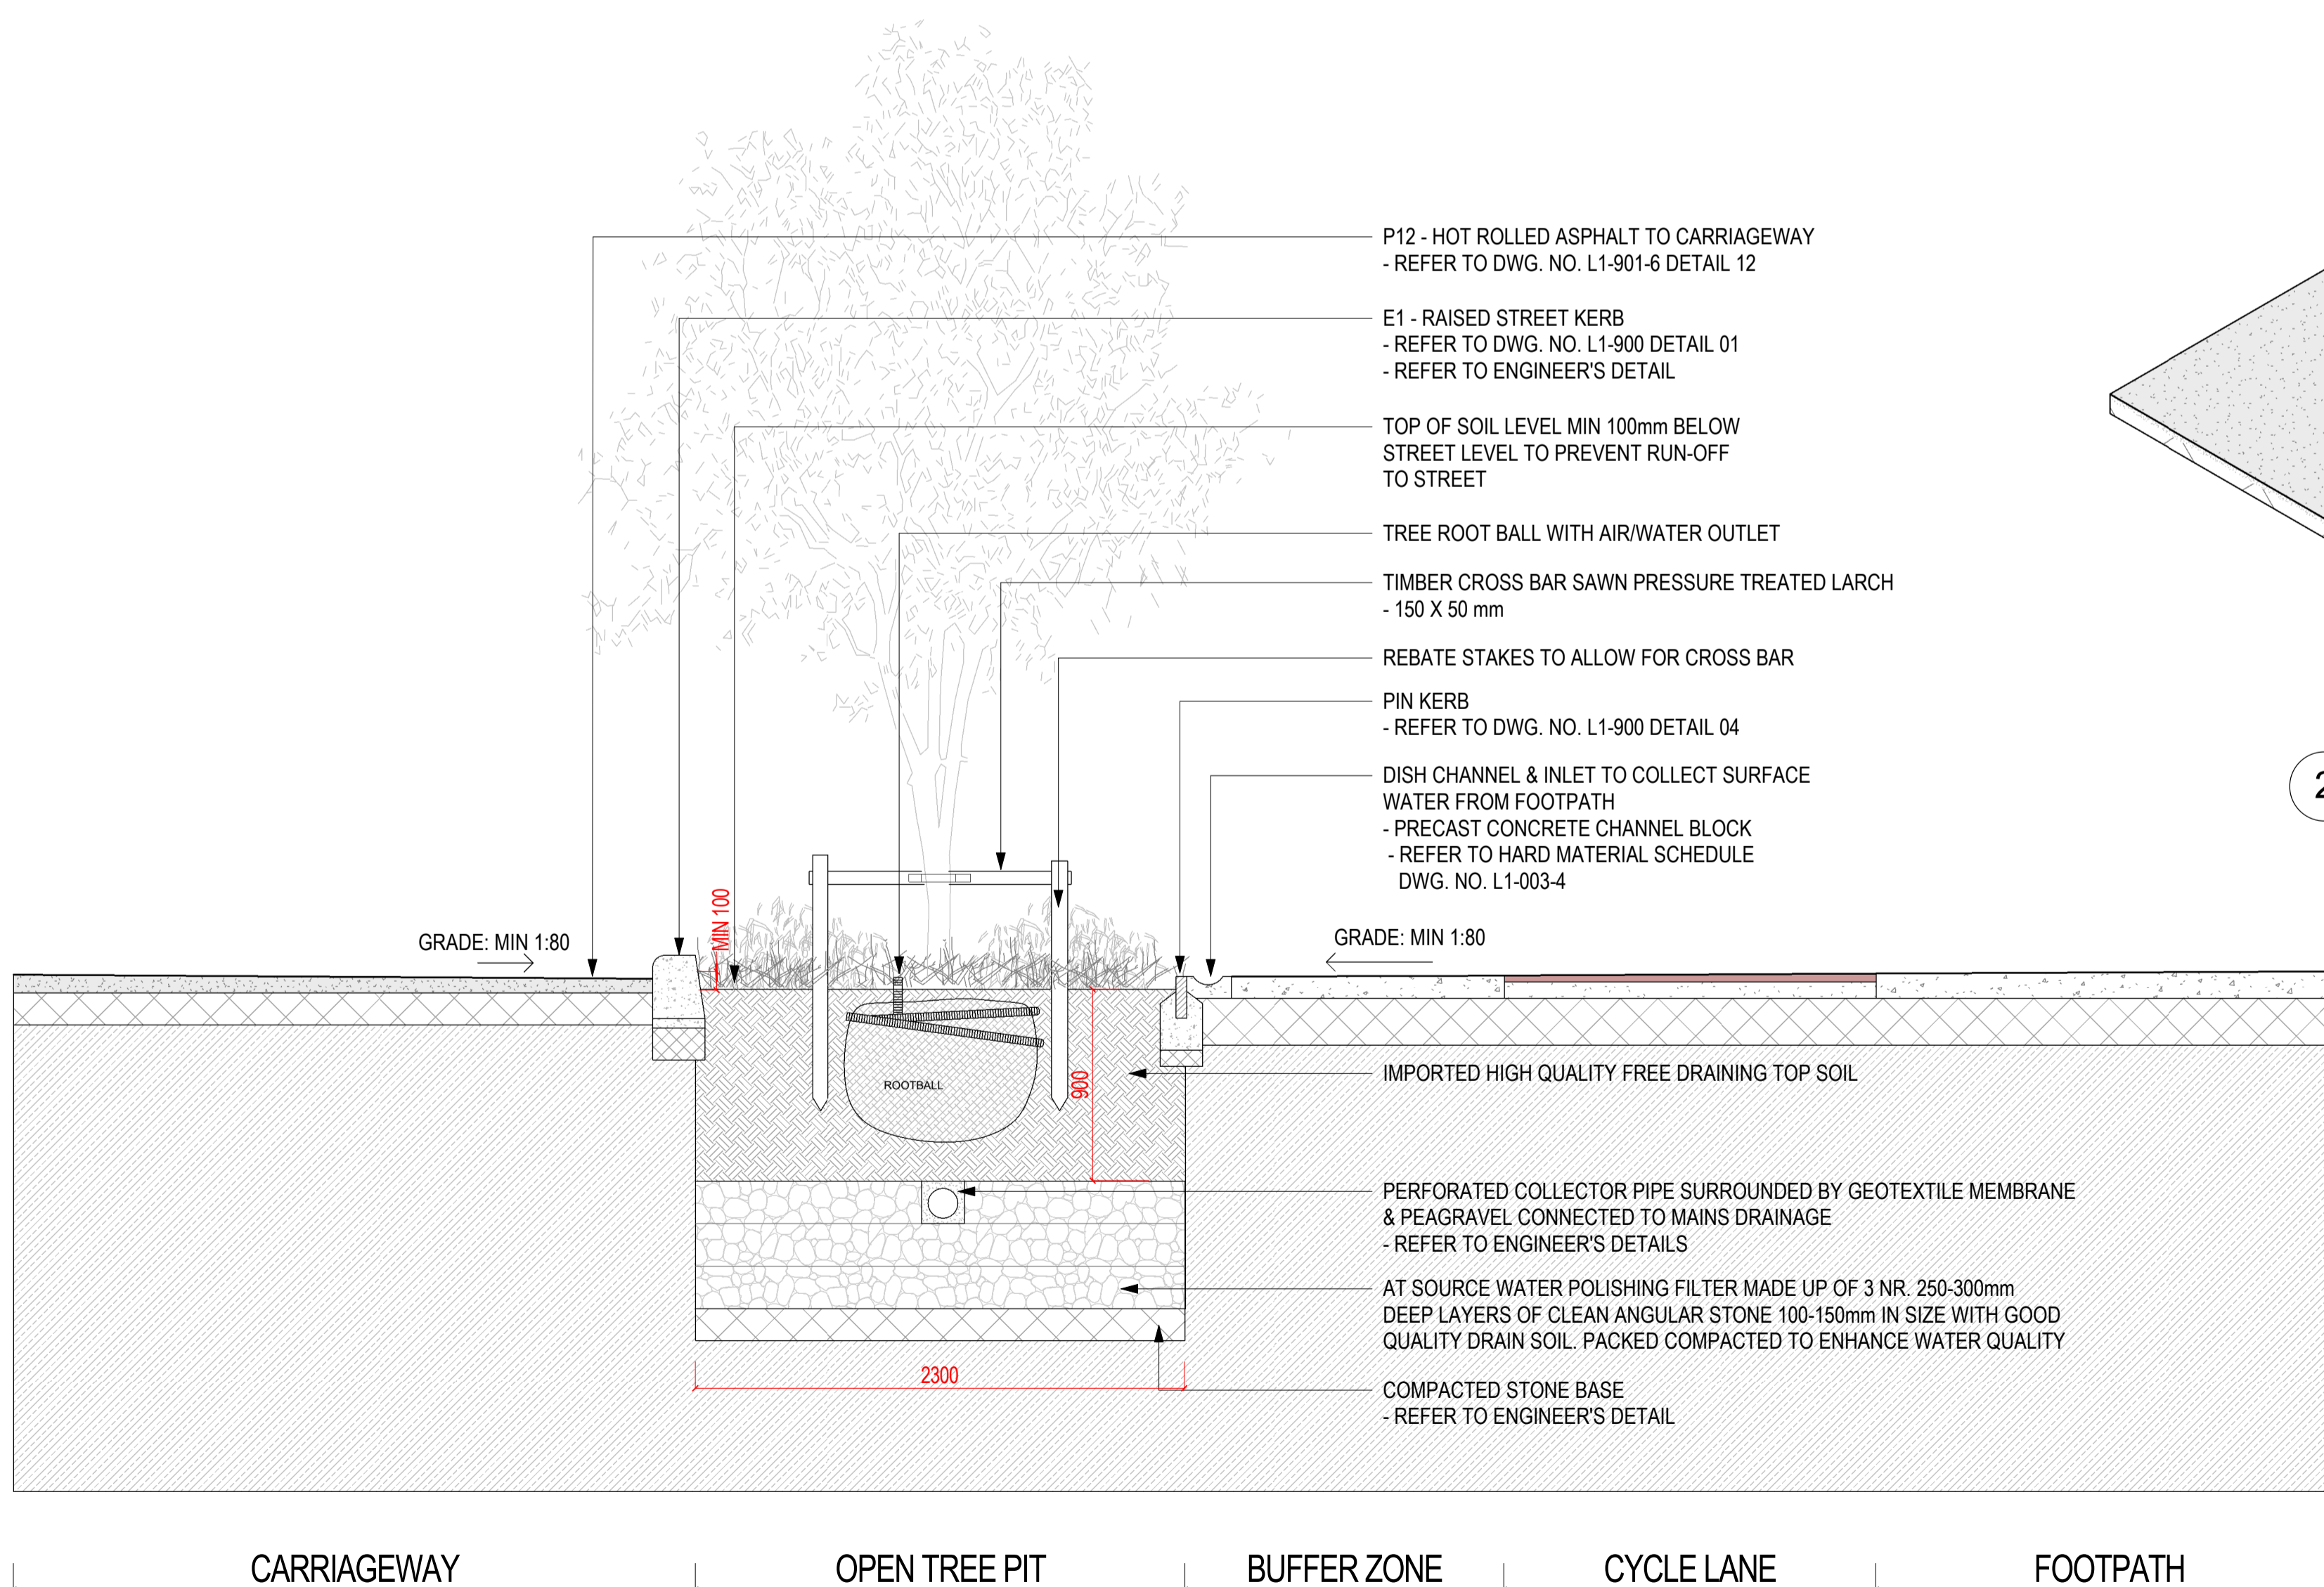 P12 - HOT ROLLED ASPHALT TO CARRIAGEWAY
- REFER TO DWG. NO. L1-901-6 DETAIL 12
E1 - RAISED STREET KERB
- REFER TO DWG. NO. L1-900 DETAIL 01
- REFER TO ENGINEER'S DETAIL
TOP OF SOIL LEVEL MIN 100mm BELOW
STREET LEVEL TO PREVENT RUN-OFF
TO STREET
TREE ROOT BALL WITH AIR/WATER OUTLET
TIMBER CROSS BAR SAWN PRESSURE TREATED LARCH
- 150 X 50 mm
REBATE STAKES TO ALLOW FOR CROSS BAR
PIN KERB
- REFER TO DWG. NO. L1-900 DETAIL 04
DISH CHANNEL & INLET TO COLLECT SURFACE
WATER FROM FOOTPATH
- PRECAST CONCRETE CHANNEL BLOCK
- REFER TO HARD MATERIAL SCHEDULE
DWG. NO. L1-003-4
2
MIN 100
GRADE: MIN 1:80
GRADE: MIN 1:80
ROOTBALL
900
IMPORTED HIGH QUALITY FREE DRAINING TOP SOIL
PERFORATED COLLECTOR PIPE SURROUNDED BY GEOTEXTILE MEMBRANE
& PEAGRAVEL CONNECTED TO MAINS DRAINAGE
- REFER TO ENGINEER'S DETAILS
AT SOURCE WATER POLISHING FILTER MADE UP OF 3 NR. 250-300mm
DEEP LAYERS OF CLEAN ANGULAR STONE 100-150mm IN SIZE WITH GOOD
QUALITY DRAIN SOIL. PACKED COMPACTED TO ENHANCE WATER QUALITY
2300
COMPACTED STONE BASE
- REFER TO ENGINEER'S DETAIL
CARRIAGEWAY
OPEN TREE PIT
BUFFER ZONE
CYCLE LANE
FOOTPATH